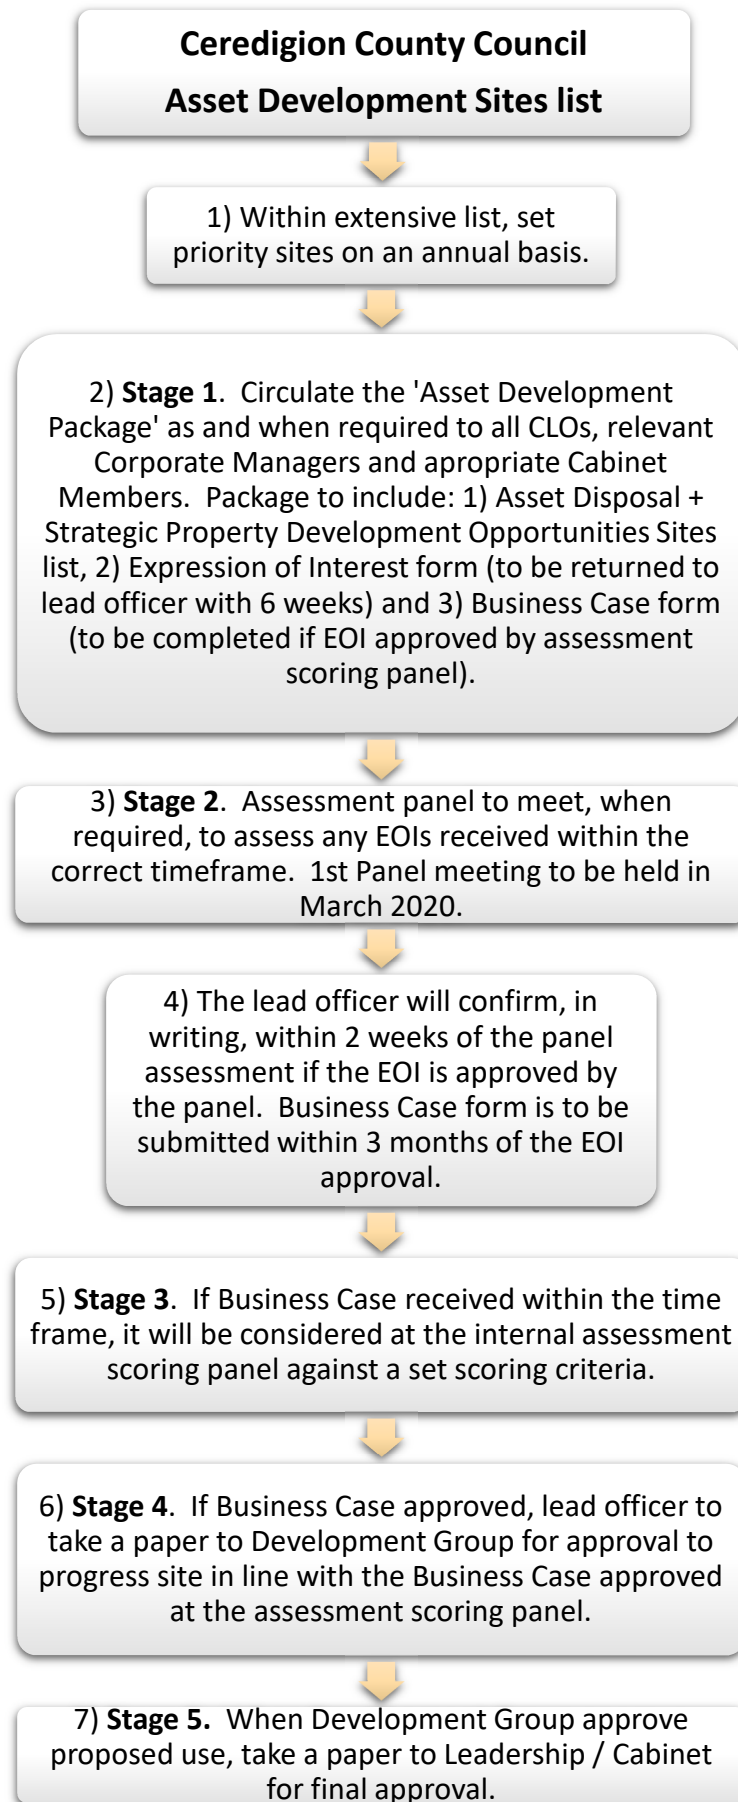 Ceredigion County Council
Asset Development Sites list
1) Within extensive list, set
priority sites on an annual basis.
2) Stage 1.  Circulate the 'Asset Development
Package' as and when required to all CLOs, relevant
Corporate Managers and apropriate Cabinet
Members.  Package to include: 1) Asset Disposal +
Strategic Property Development Opportunities Sites
list, 2) Expression of Interest form (to be returned to
lead officer with 6 weeks) and 3) Business Case form
(to be completed if EOI approved by assessment
scoring panel).
3) Stage 2.  Assessment panel to meet, when
required, to assess any EOIs received within the
correct timeframe.  1st Panel meeting to be held in
March 2020.
4) The lead officer will confirm, in
writing, within 2 weeks of the panel
assessment if the EOI is approved by
the panel.  Business Case form is to be
submitted within 3 months of the EOI
approval.
5) Stage 3.  If Business Case received within the time
frame, it will be considered at the internal assessment
scoring panel against a set scoring criteria.
6) Stage 4.  If Business Case approved, lead officer to
take a paper to Development Group for approval to
progress site in line with the Business Case approved
at the assessment scoring panel.
7) Stage 5.  When Development Group approve
proposed use, take a paper to Leadership / Cabinet
for final approval.